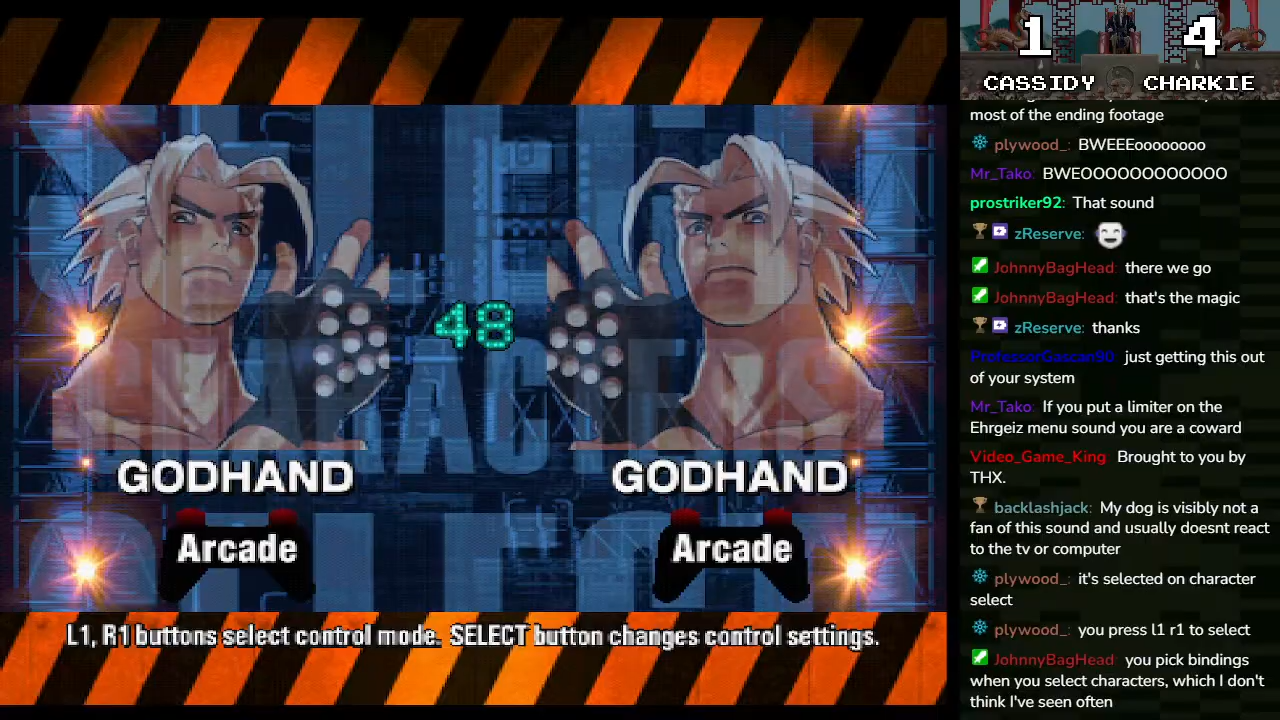 1 4
CASSIDY CHARKIE
most of the ending footage
plywood_: BWEEEoooooooo
Mr_Tako: BWEOOOOOOOOOOOO
prostriker92: That sound
zReserve:
JohnnyBagHead: there we go
JohnnyBagHead: that's the magic
zReserve: thanks
ProfessorGascan90: just getting this out
of your system
Mr_Tako: If you put a limiter on the
Ehrgeiz menu sound you are a coward
Video_Game_King: Brought to you by
THX.
backlashjack: My dog is visibly not a
fan of this sound and usually doesnt react
to the tv or computer
plywood_: it's selected on character
select
plywood_: you press l1 r1 to select
JohnnyBagHead: you pick bindings
when you select characters, which I don't
think I've seen often
48
CHARACTERS
GODHAND GODHAND
Arcade Arcade
L1, R1 buttons select control mode. SELECT button changes control settings.